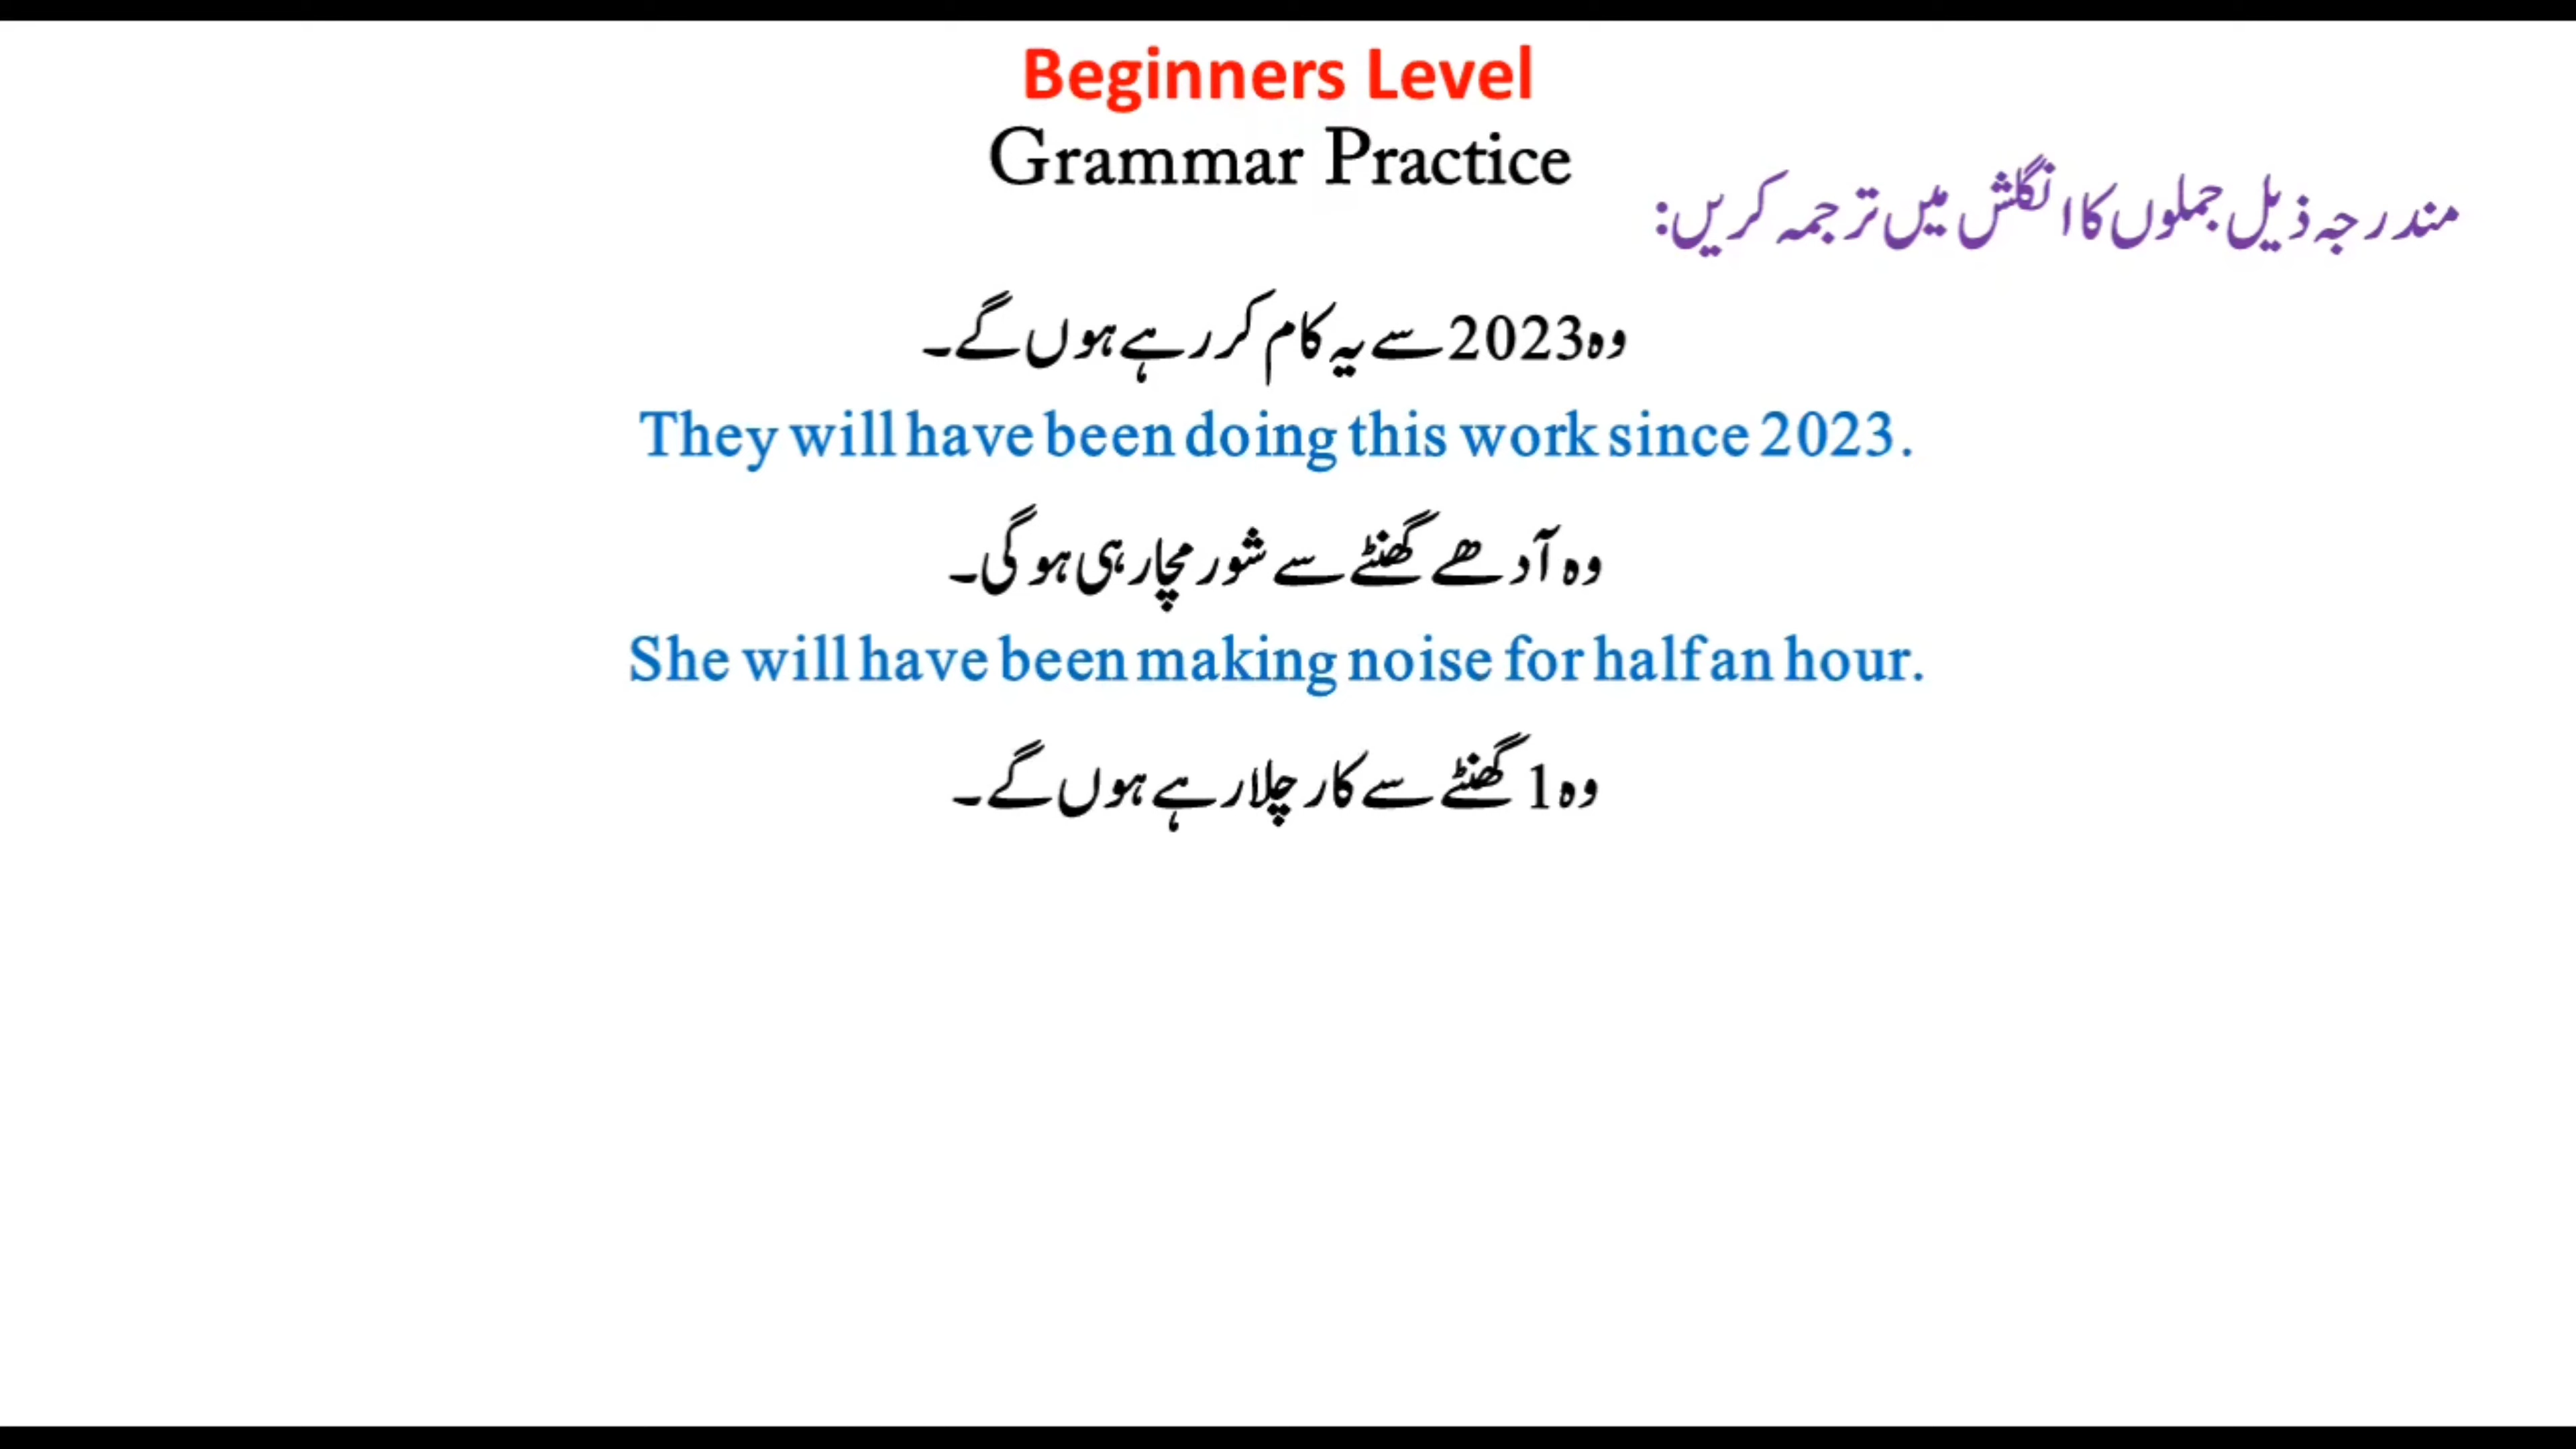 Beginners Level
Grammar Practice
مندرجہ ذیل جملوں کا انگلش میں ترجمہ کریں:
وہ 2023 سے یہ کام کر رہے ہوں گے۔
They will have been doing this work since 2023.
وہ آدھے گھنٹے سے شور مچا رہی ہو گی۔
She will have been making noise for half an hour.
وہ 1 گھنٹے سے کار چلا رہے ہوں گے۔